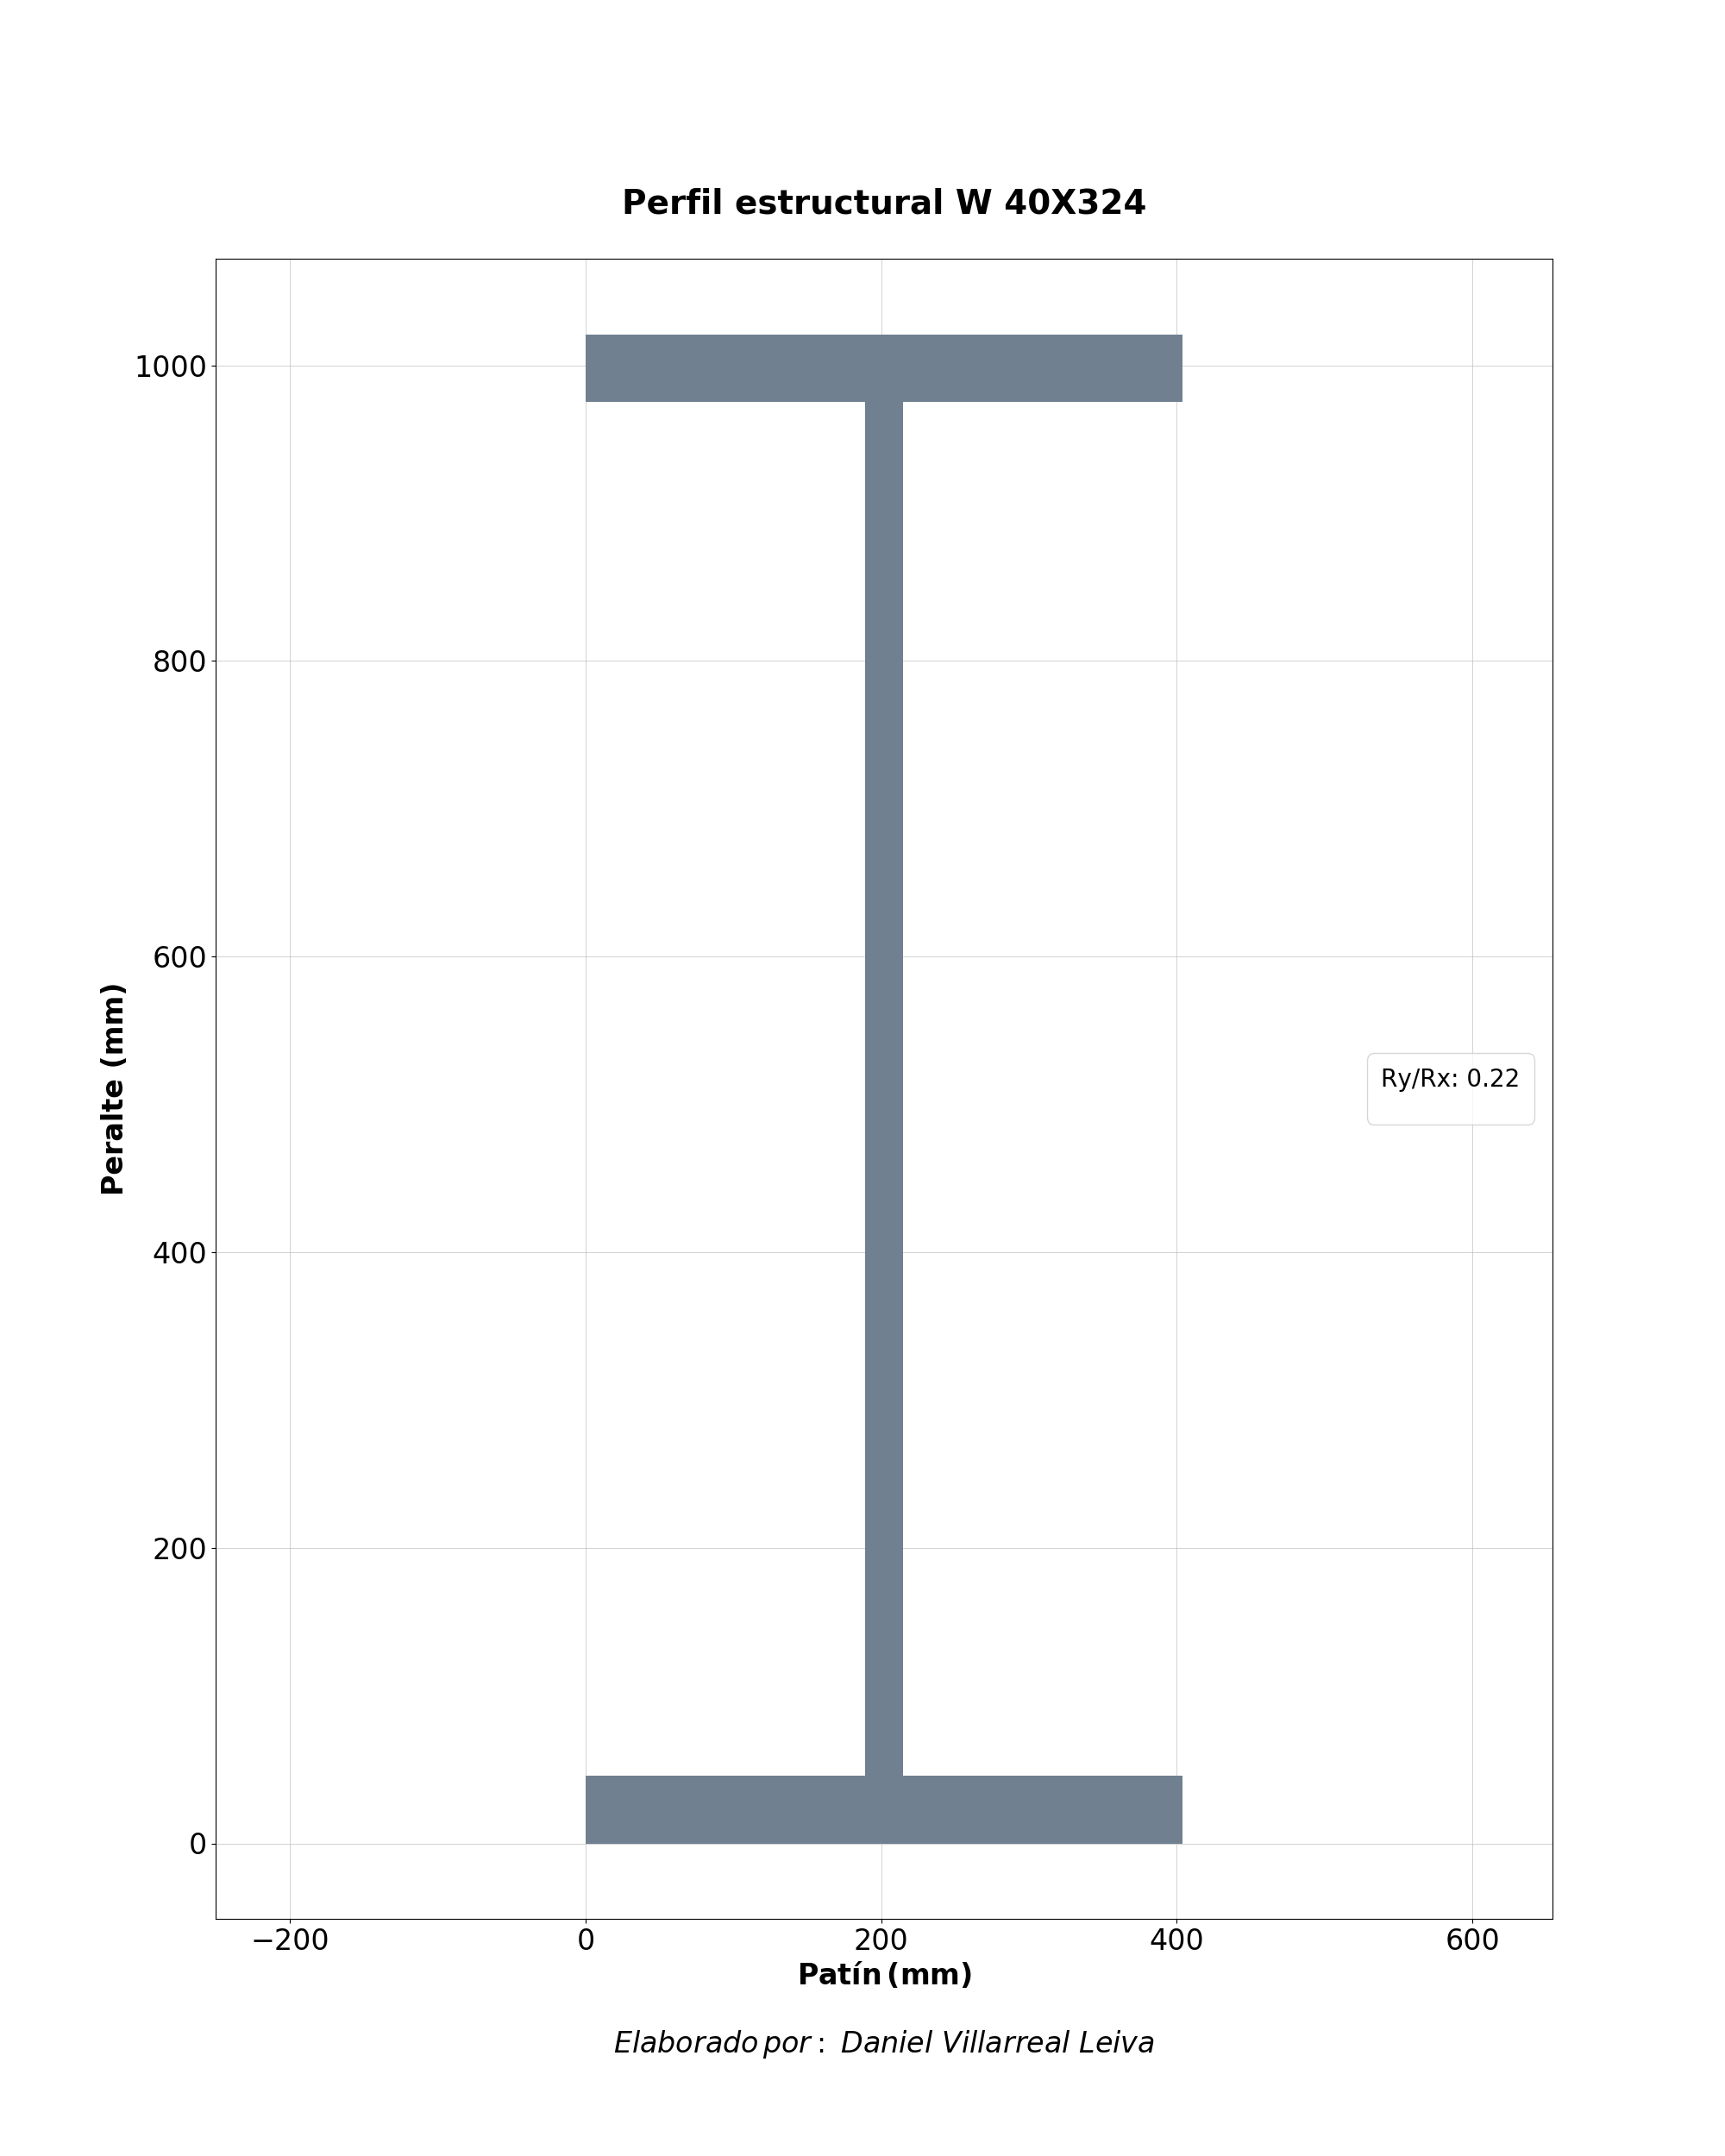 Perfil estructural W 40X324
1000
800
600
400
200
0
Peralte (mm)
Ry/Rx: 0.22
−200 0 200 400 600
Patín (mm)
Elaborado por: Daniel Villarreal Leiva